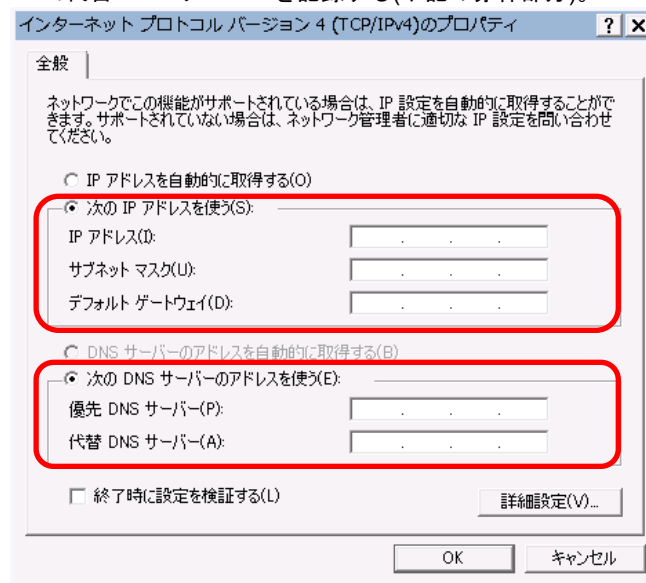 インターネット プロトコル バージョン 4 (TCP/IPv4)のプロパティ
全般
ネットワークでこの機能がサポートされている場合は、IP 設定を自動的に取得することがで
きます。サポートされていない場合は、ネットワーク管理者に適切な IP 設定を問い合わせ
てください。
IP アドレスを自動的に取得する(O)
次の IP アドレスを使う(S):
IP アドレス(I):
サブネット マスク(U):
デフォルト ゲートウェイ(D):
DNS サーバーのアドレスを自動的に取得する(B)
次の DNS サーバーのアドレスを使う(E):
優先 DNS サーバー(P):
代替 DNS サーバー(A):
終了時に設定を検証する(L)
詳細設定(V)...
OK
キャンセル